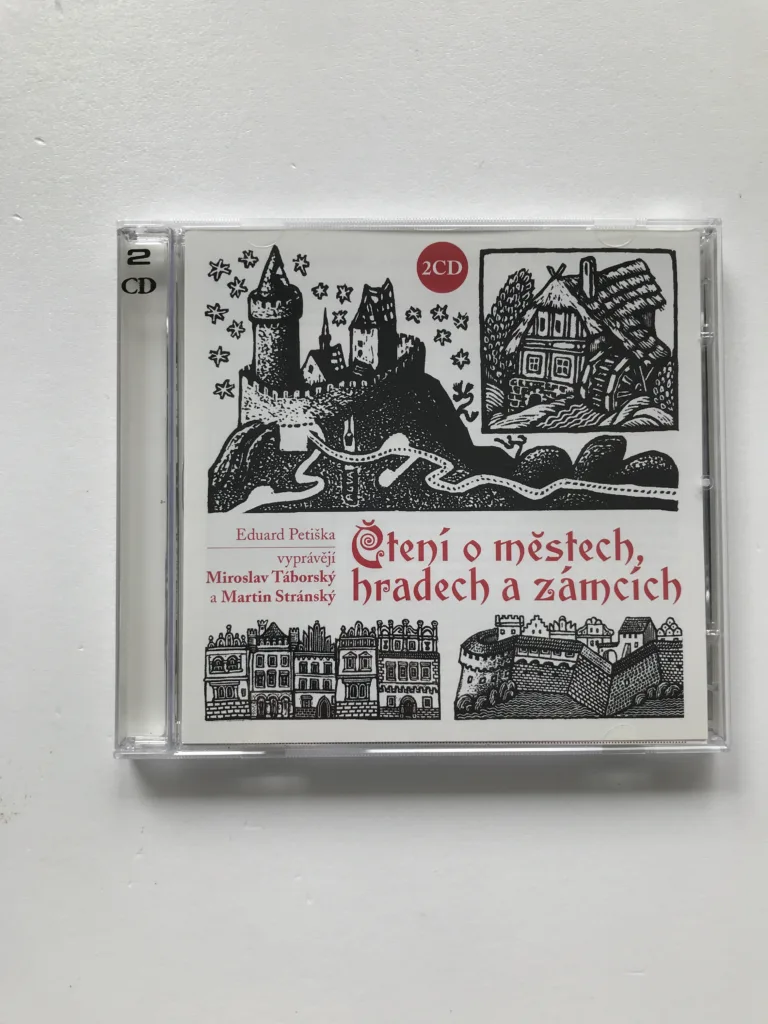 2
CD
2CD
Eduard Petiška
vyprávějí
Miroslav Táborský
a Martin Stránský
Čtení o městech,
hradech a zámcích